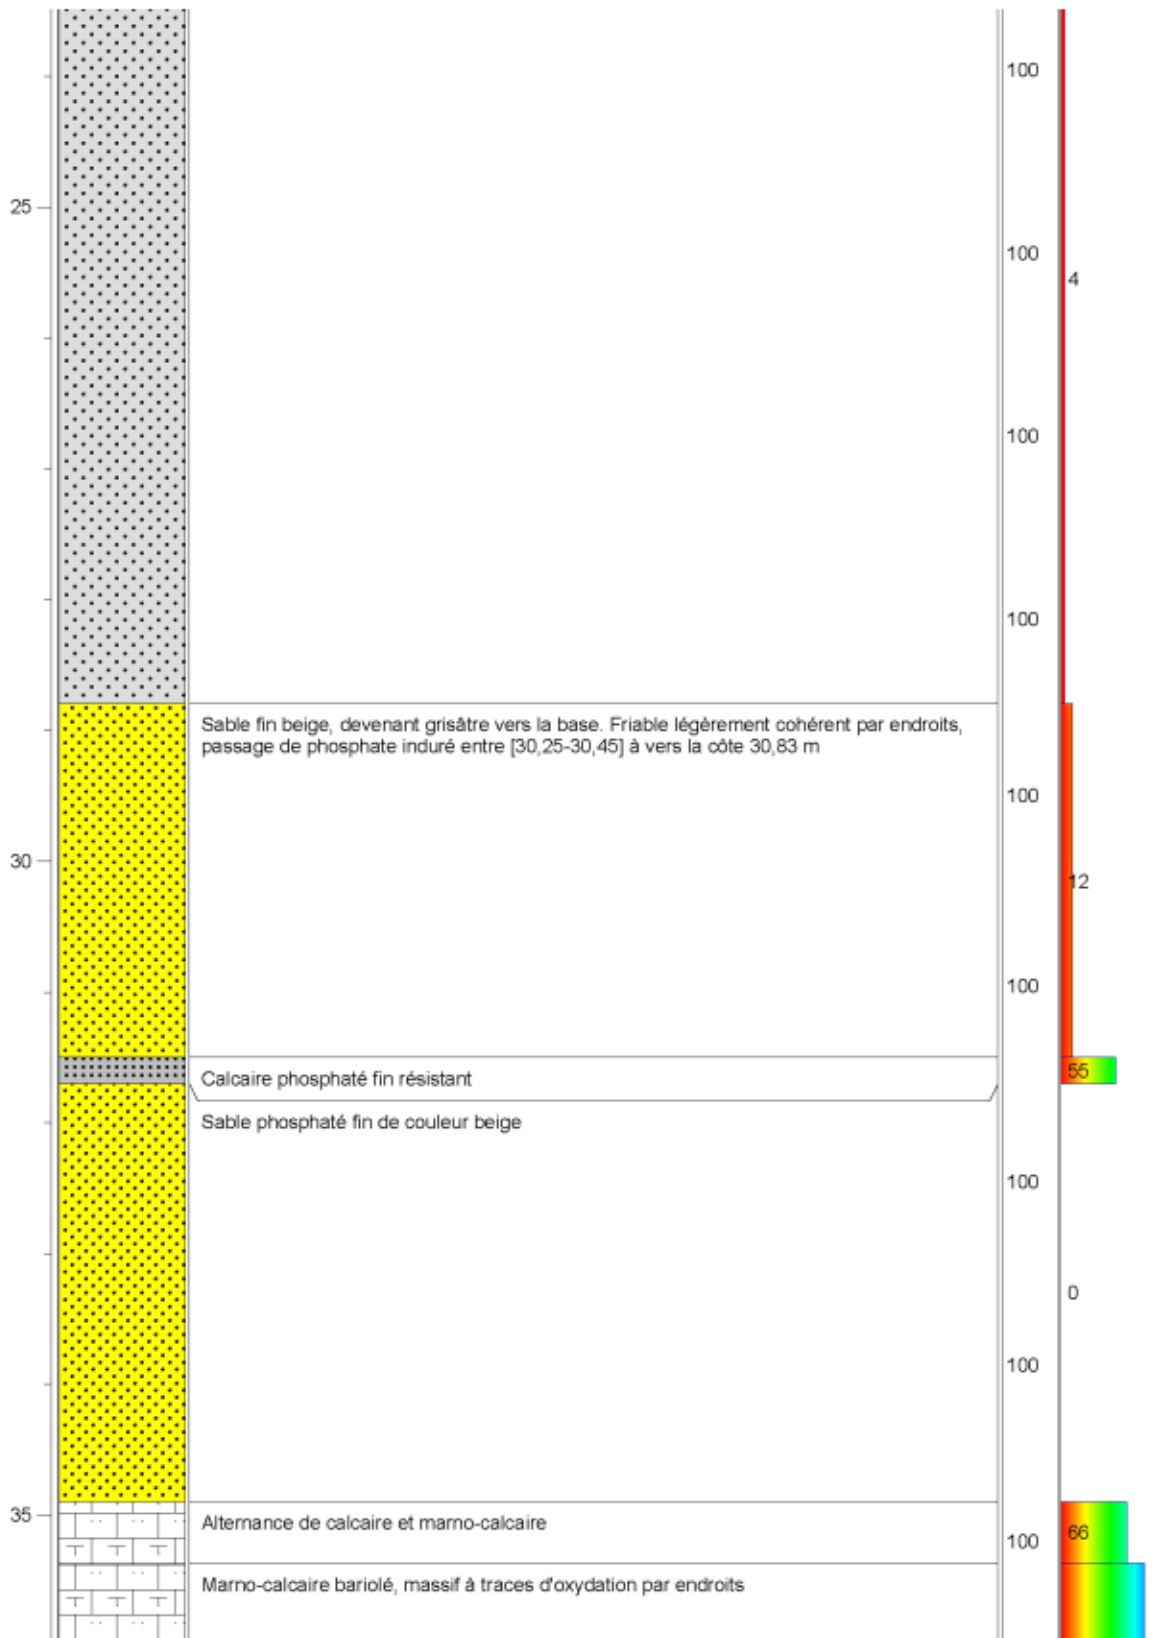 100
25
100
4
100
100
Sable fin beige, devenant grisâtre vers la base. Friable légèrement cohérent par endroits,
passage de phosphate induré entre [30,25-30,45] à vers la côte 30,83 m
100
30
12
100
55
Calcaire phosphaté fin résistant
Sable phosphaté fin de couleur beige
100
0
100
35
Alternance de calcaire et marno-calcaire
66
100
Marno-calcaire bariolé, massif à traces d'oxydation par endroits